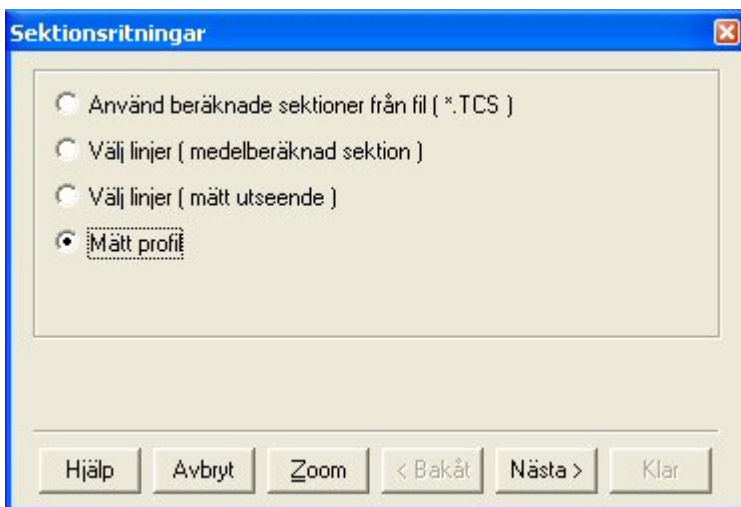 Sektionsritningar
Använd beräknade sektioner från fil ( *.TCS )
Välj linjer ( medelberäknad sektion )
Välj linjer ( mätt utseende )
Mätt profil
Hjälp Avbryt Zoom < Bakåt Nästa > Klar